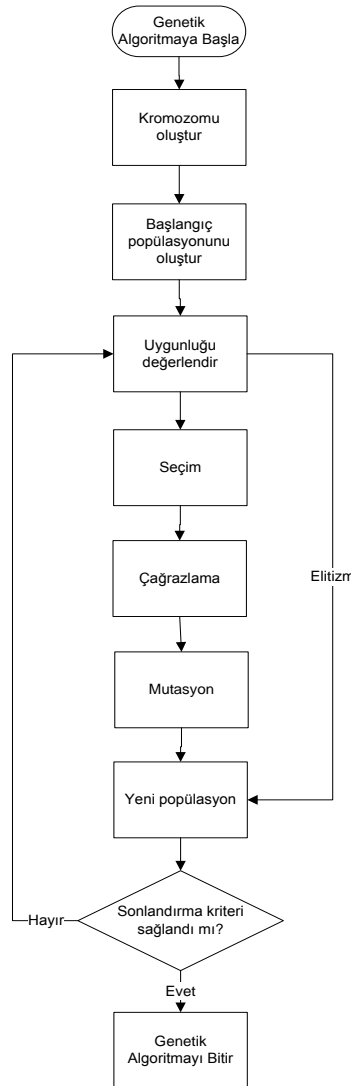 Genetik
Algoritmaya Başla
Kromozomu
oluştur
Başlangıç
popülasyonunu
oluştur
Uygunluğu
değerlendir
Seçim
Çağrazlama
Elitizm
Mutasyon
Yeni popülasyon
Sonlandırma kriteri
sağlandı mı?
Hayır
Evet
Genetik
Algoritmayı Bitir